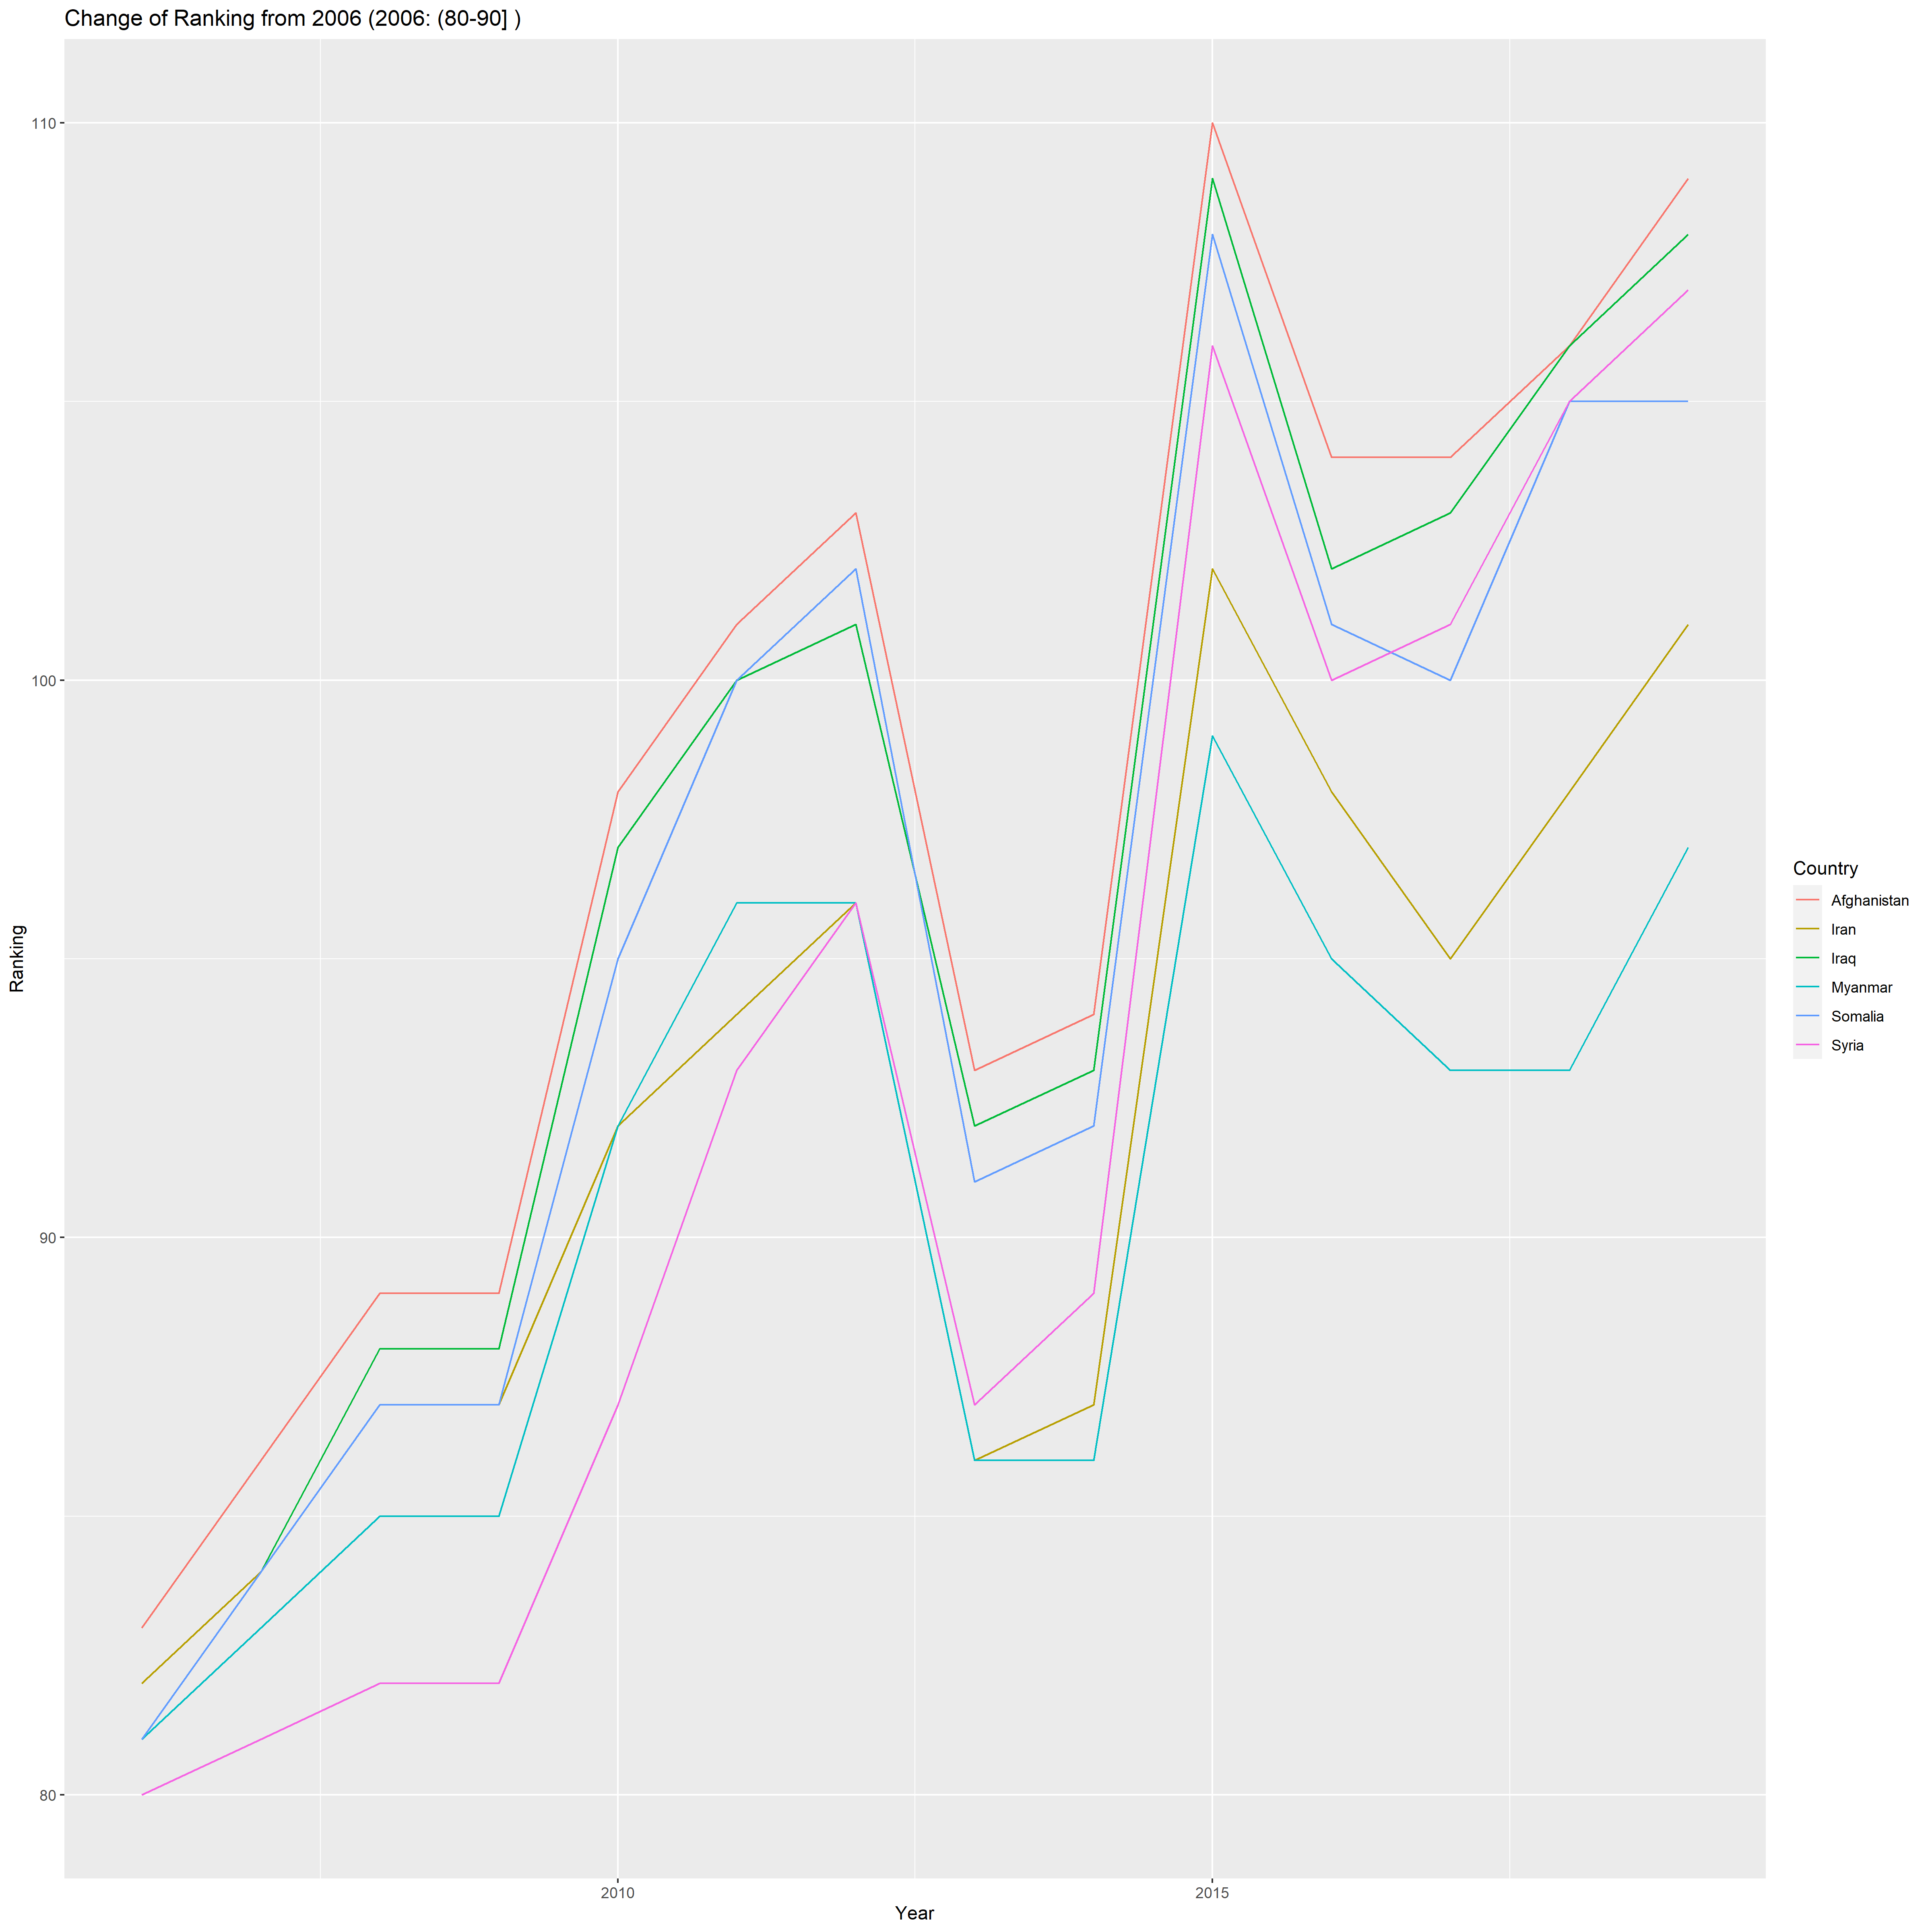 Change of Ranking from 2006 (2006: (80-90] )
110
100
90
80
Ranking
2010
2015
Year
Country
Afghanistan
Iran
Iraq
Myanmar
Somalia
Syria